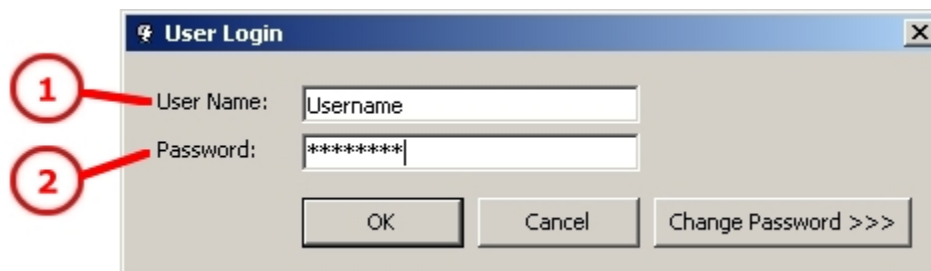 User Login
1
User Name:
Username
2
Password:
********
OK Cancel Change Password >>>